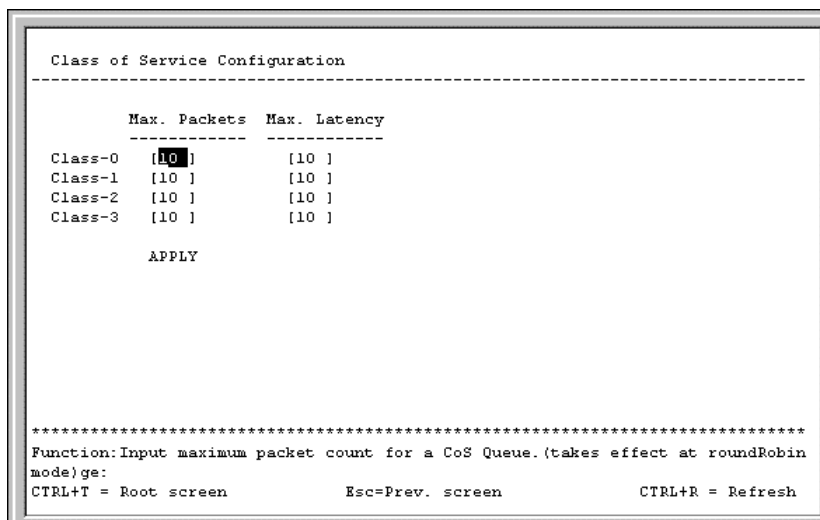 Class of Service Configuration
--------------------------------------------------------------------------------
Max. Packets Max. Latency
------------ ------------
Class-0 [10 ] [10 ]
Class-1 [10 ] [10 ]
Class-2 [10 ] [10 ]
Class-3 [10 ] [10 ]
APPLY
********************************************************************************
Function:Input maximum packet count for a CoS Queue.(takes effect at roundRobin
mode)ge:
CTRL+T = Root screen Esc=Prev. screen CTRL+R = Refresh